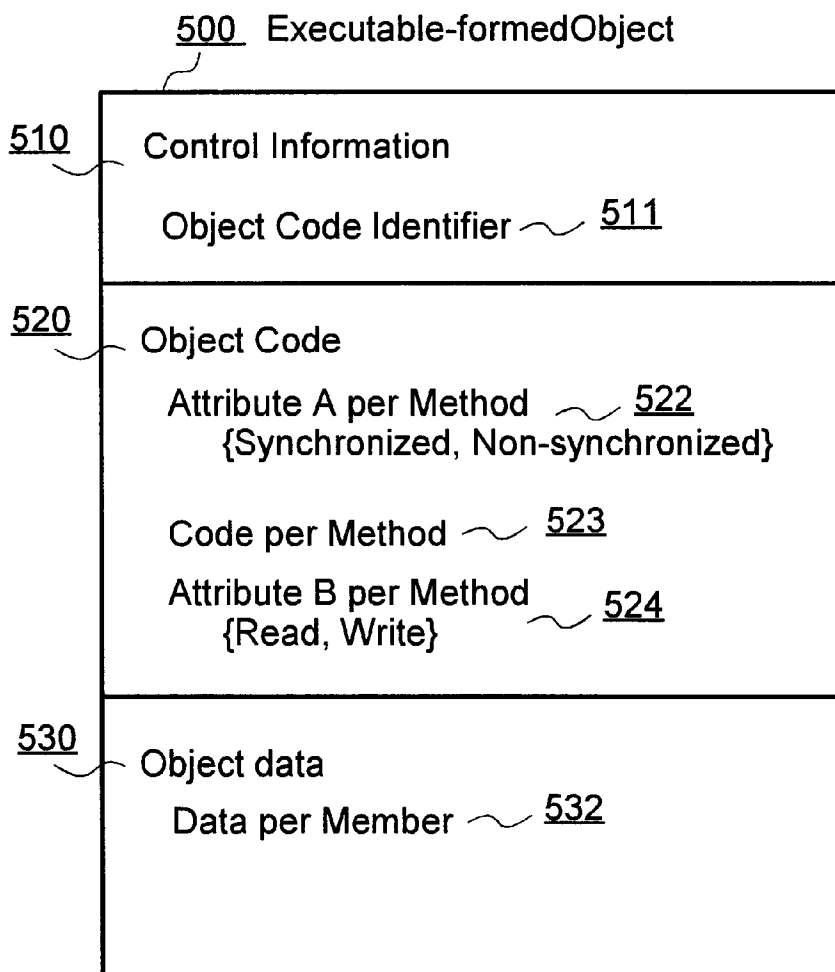 500 Executable-formedObject
510 Control Information
Object Code Identifier 511
520 Object Code
Attribute A per Method 522
{Synchronized, Non-synchronized}
Code per Method 523
Attribute B per Method 524
{Read, Write}
530 Object data
Data per Member 532